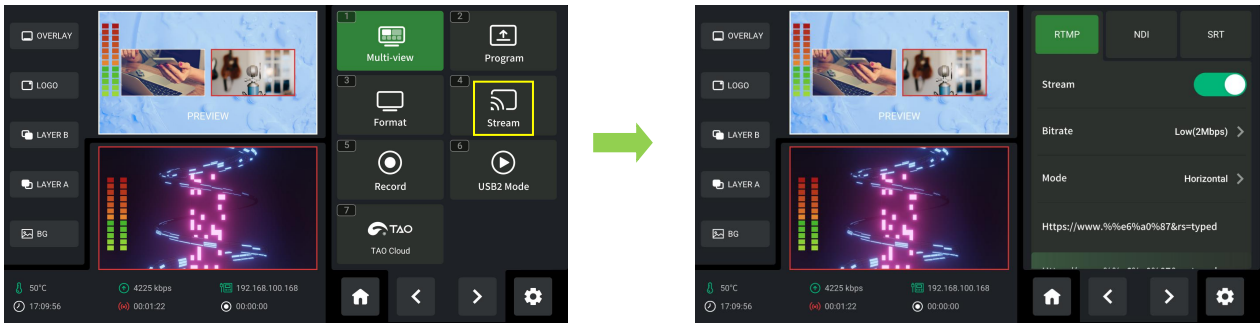 OVERLAY
LOGO
LAYER B
LAYER A
BG
PREVIEW
1
Multi-view
2
Program
3
Format
4
Stream
5
Record
6
USB2 Mode
7
TAO
TAO Cloud
50°C
4225 kbps
192.168.100.168
17:09:56
00:01:22
00:00:00
OVERLAY
LOGO
LAYER B
LAYER A
BG
PREVIEW
RTMP
NDI
SRT
Stream
Bitrate
Low(2Mbps)
Mode
Horizontal
Https://www.%%e6%a0%87&rs=typed
50°C
4225 kbps
192.168.100.168
17:09:56
00:01:22
00:00:00